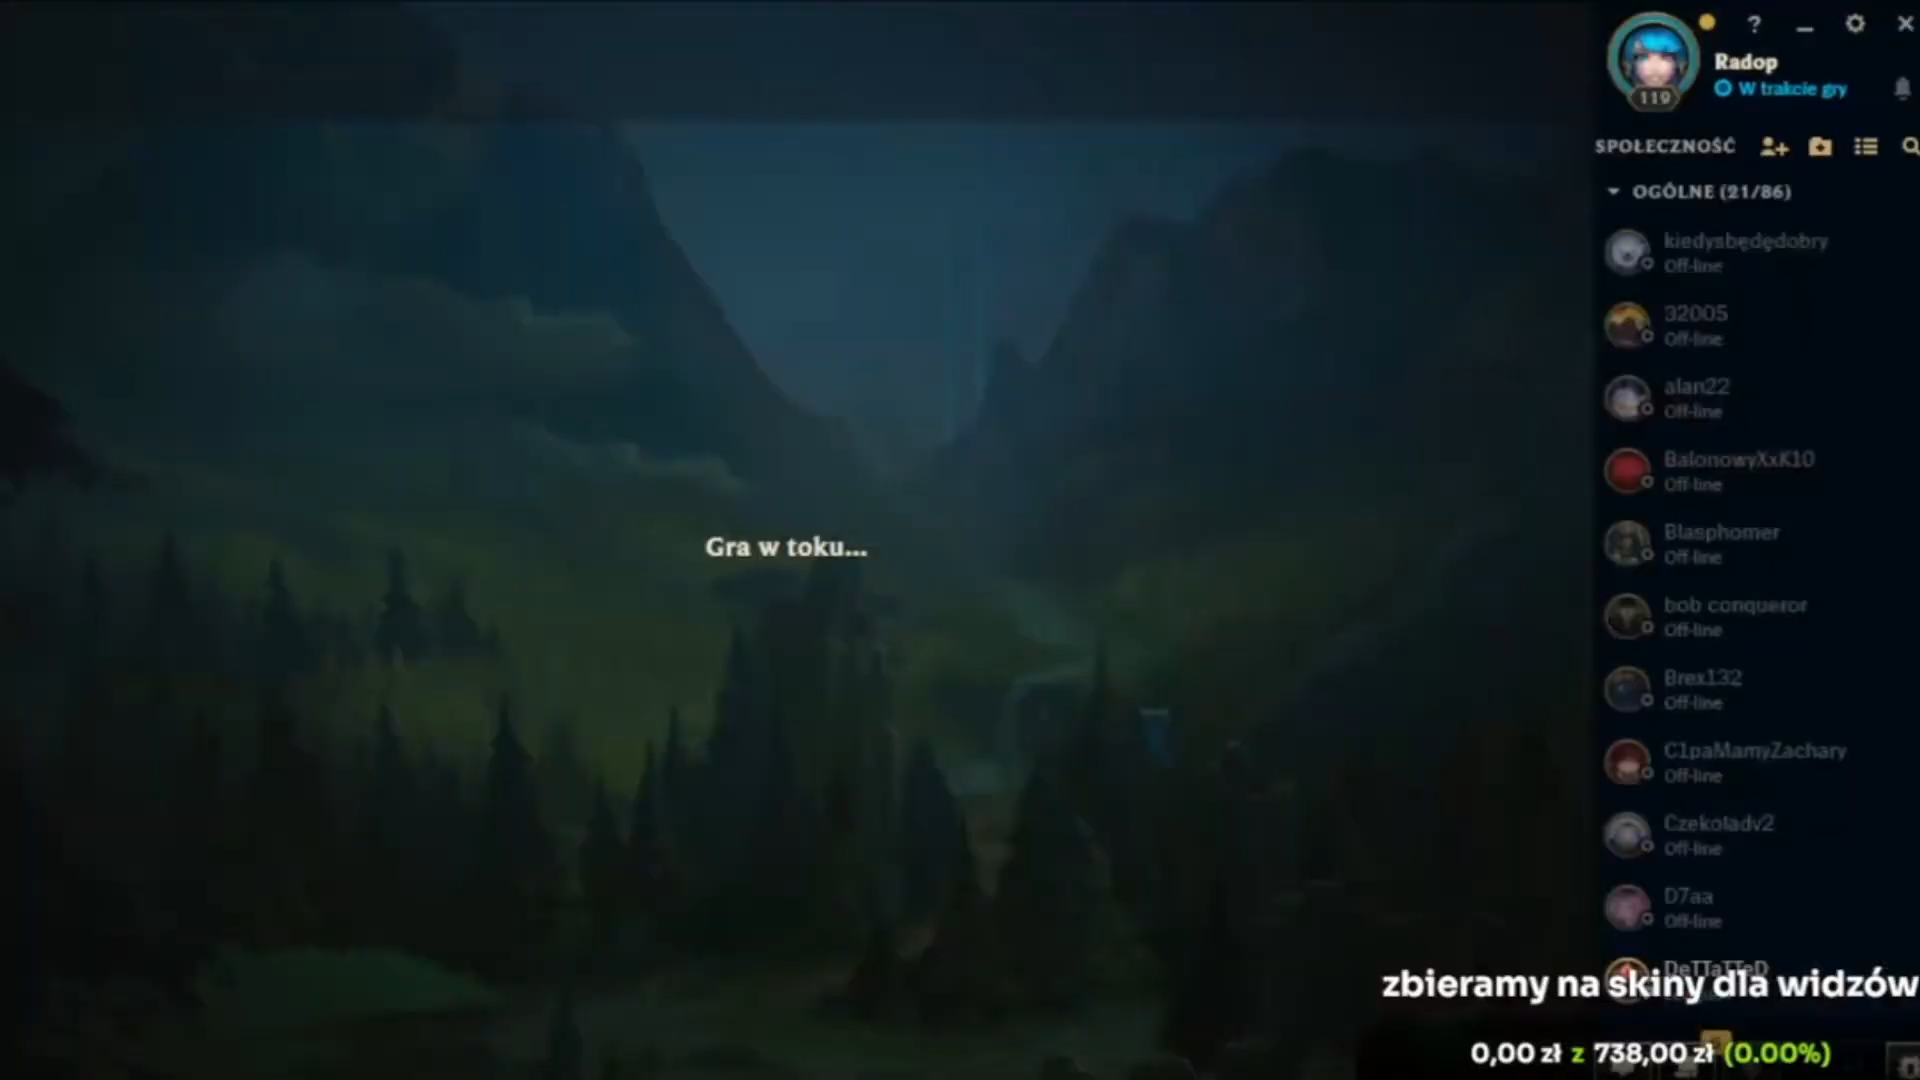 ?
Radop
119
W trakcie gry
SPOŁECZNOŚĆ
OGÓLNE (21/86)
kiedysbędędobry
Off-line
32005
Off-line
alan22
Off-line
BalonowyXxK10
Off-line
Blasphomer
Off-line
Gra w toku...
bob conqueror
Off-line
Brex132
Off-line
C1paMamyZachary
Off-line
Czekoladv2
Off-line
D7aa
Off-line
DeTTaTTeD
zbieramy na skiny dla widzów
0,00 zł z 738,00 zł (0.00%)